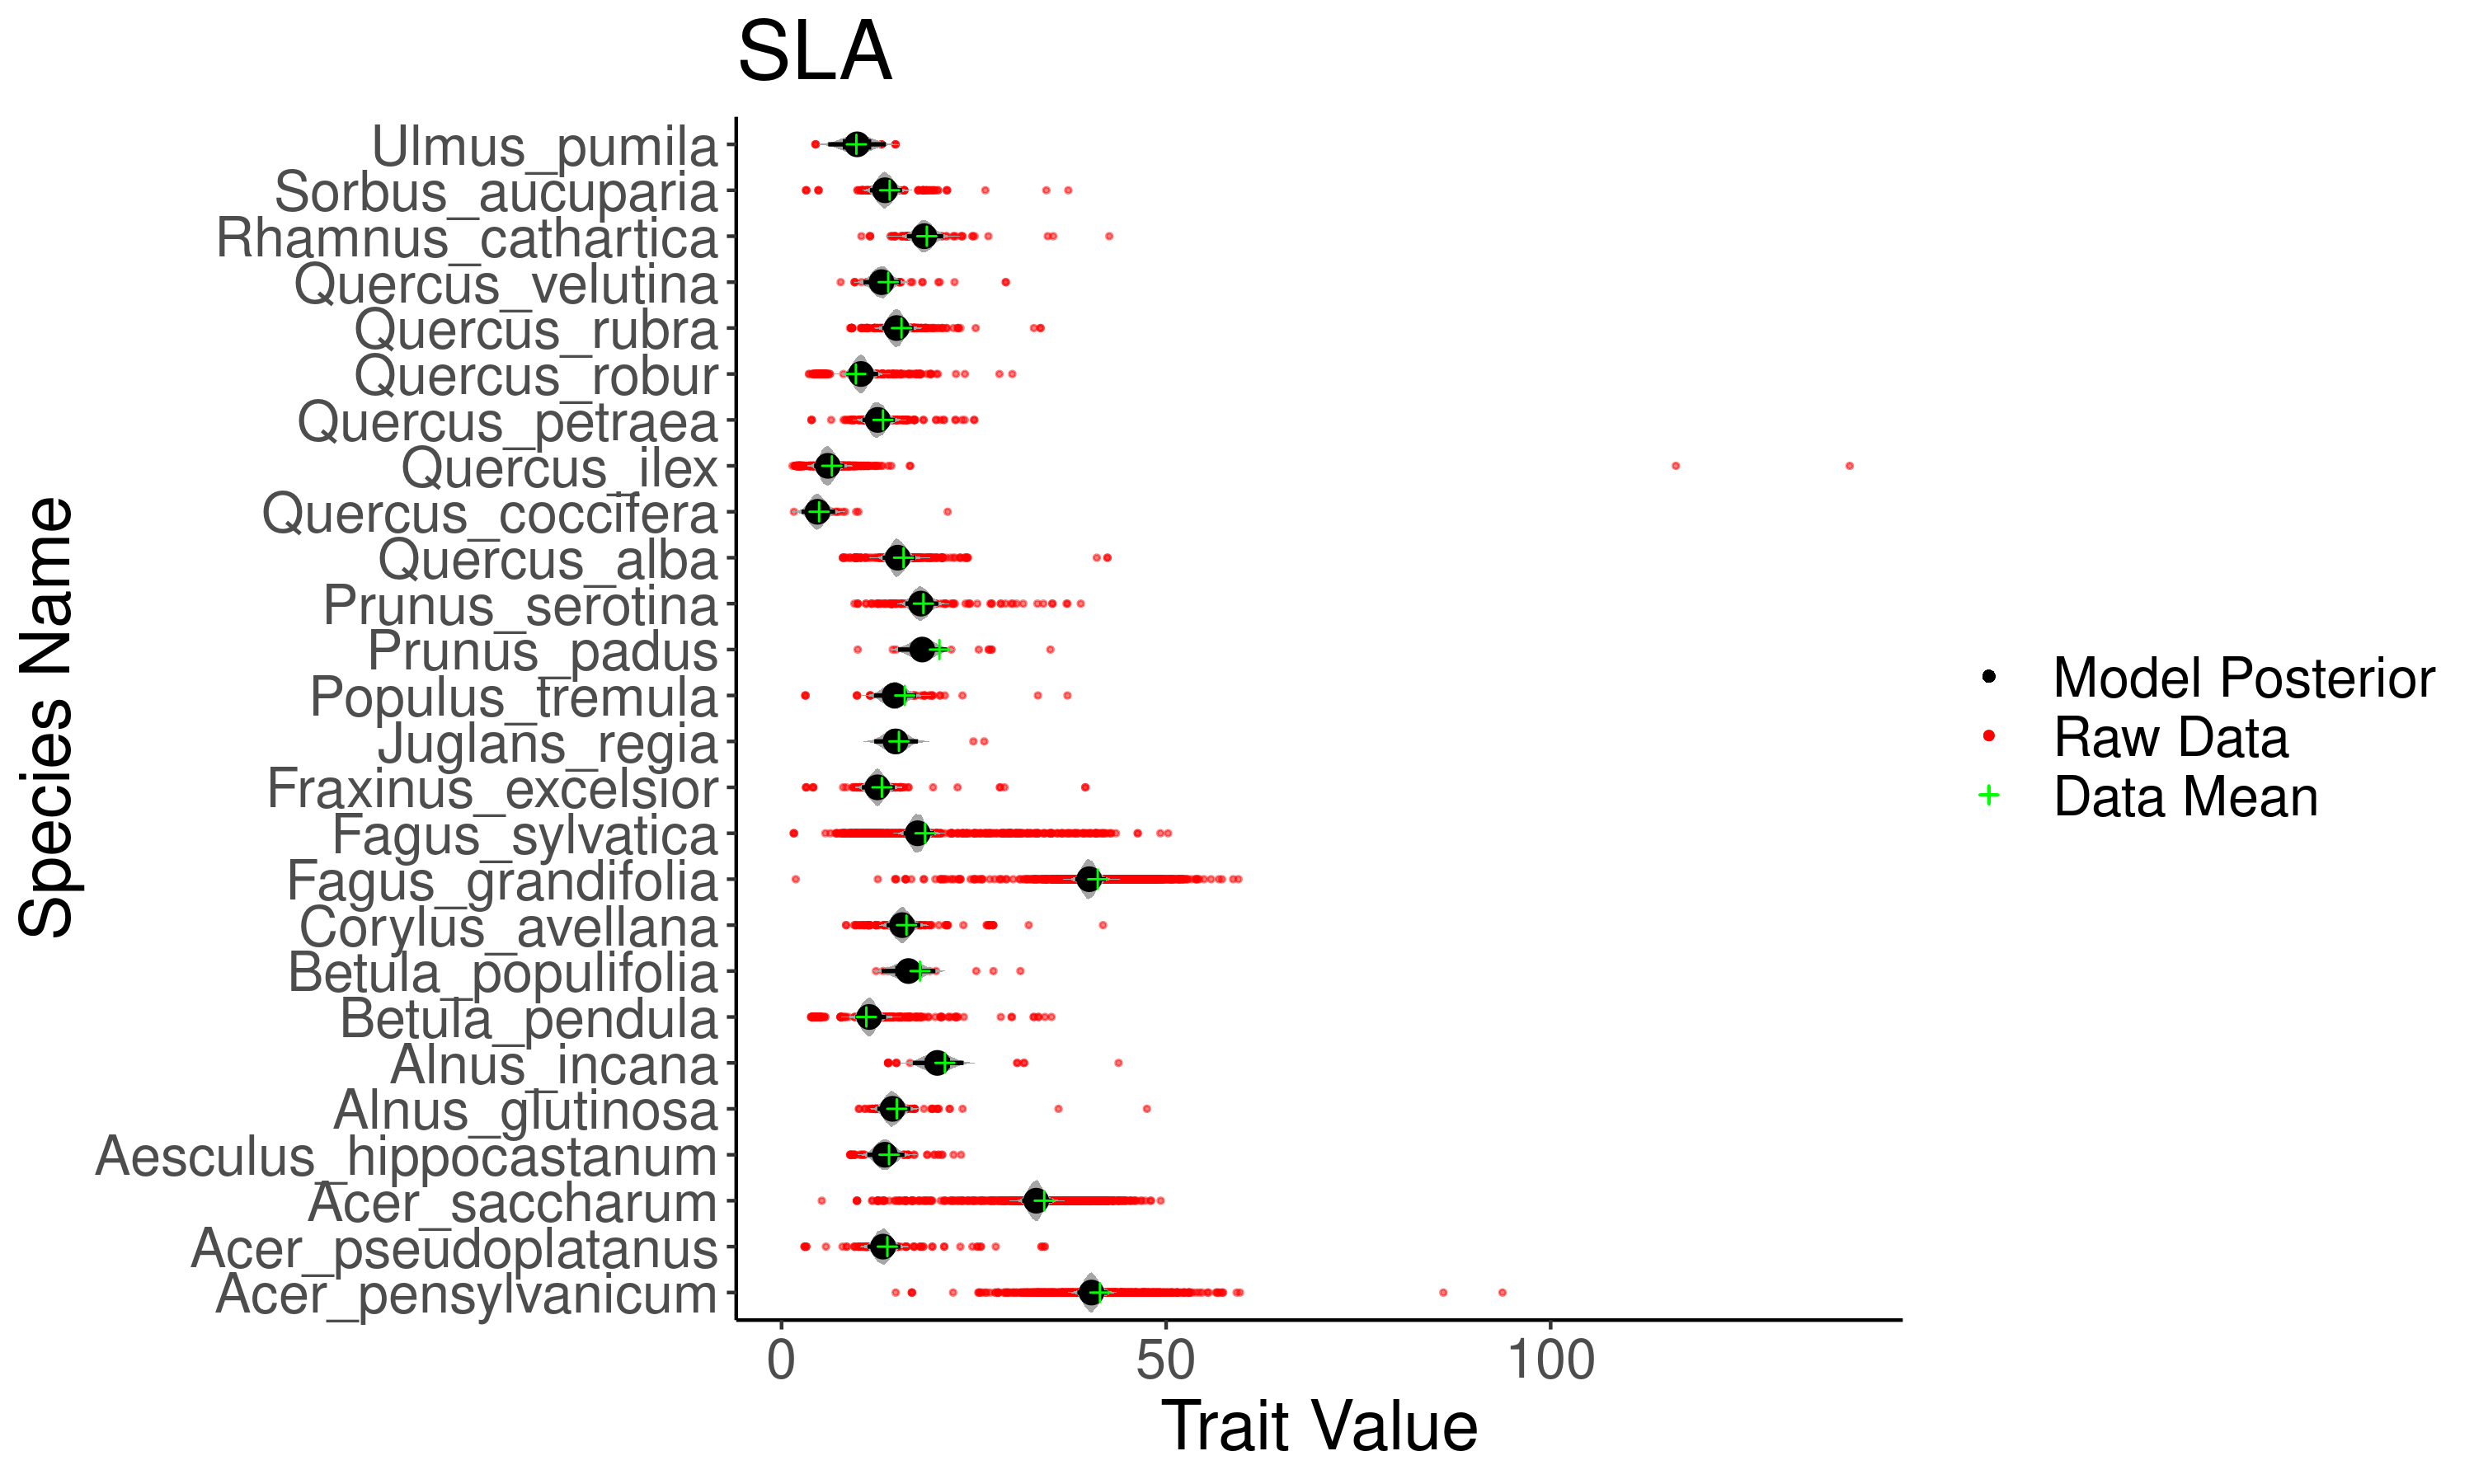 SLA
Species Name
Ulmus_pumila
Sorbus_aucuparia
Rhamnus_cathartica
Quercus_velutina
Quercus_rubra
Quercus_robur
Quercus_petraea
Quercus_ilex
Quercus_coccifera
Quercus_alba
Prunus_serotina
Prunus_padus
Populus_tremula
Juglans_regia
Fraxinus_excelsior
Fagus_sylvatica
Fagus_grandifolia
Corylus_avellana
Betula_populifolia
Betula_pendula
Alnus_incana
Alnus_glutinosa
Aesculus_hippocastanum
Acer_saccharum
Acer_pseudoplatanus
Acer_pensylvanicum
0 50 100
Trait Value
Model Posterior
Raw Data
Data Mean